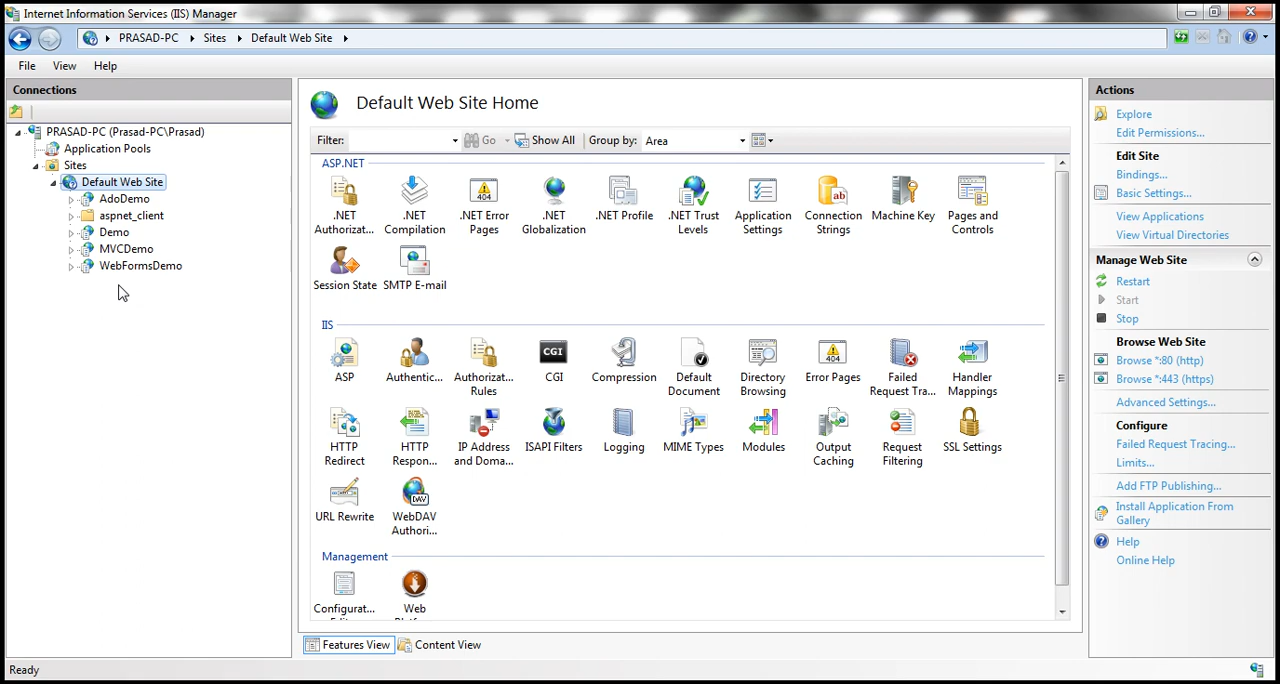 Internet Information Services (IIS) Manager
PRASAD-PC Sites Default Web Site
File View Help
Connections
PRASAD-PC (Prasad-PC\Prasad)
Application Pools
Sites
Default Web Site
AdoDemo
aspnet_client
Demo
MVCDemo
WebFormsDemo
Default Web Site Home
Filter: Go Show All Group by: Area
ASP.NET
.NET Authorizat...
.NET Compilation
.NET Error Pages
.NET Globalization
.NET Profile
.NET Trust Levels
Application Settings
Connection Strings
Machine Key
Pages and Controls
Session State
SMTP E-mail
IIS
ASP
Authentic...
Authorizat... Rules
CGI
Compression
Default Document
Directory Browsing
Error Pages
Failed Request Tra...
Handler Mappings
HTTP Redirect
HTTP Respon...
IP Address and Doma...
ISAPI Filters
Logging
MIME Types
Modules
Output Caching
Request Filtering
SSL Settings
URL Rewrite
WebDAV Authori...
Management
Configurat...
Web
Features View Content View
Actions
Explore
Edit Permissions...
Edit Site
Bindings...
Basic Settings...
View Applications
View Virtual Directories
Manage Web Site
Restart
Start
Stop
Browse Web Site
Browse *:80 (http)
Browse *:443 (https)
Advanced Settings...
Configure
Failed Request Tracing...
Limits...
Add FTP Publishing...
Install Application From
Gallery
Help
Online Help
Ready